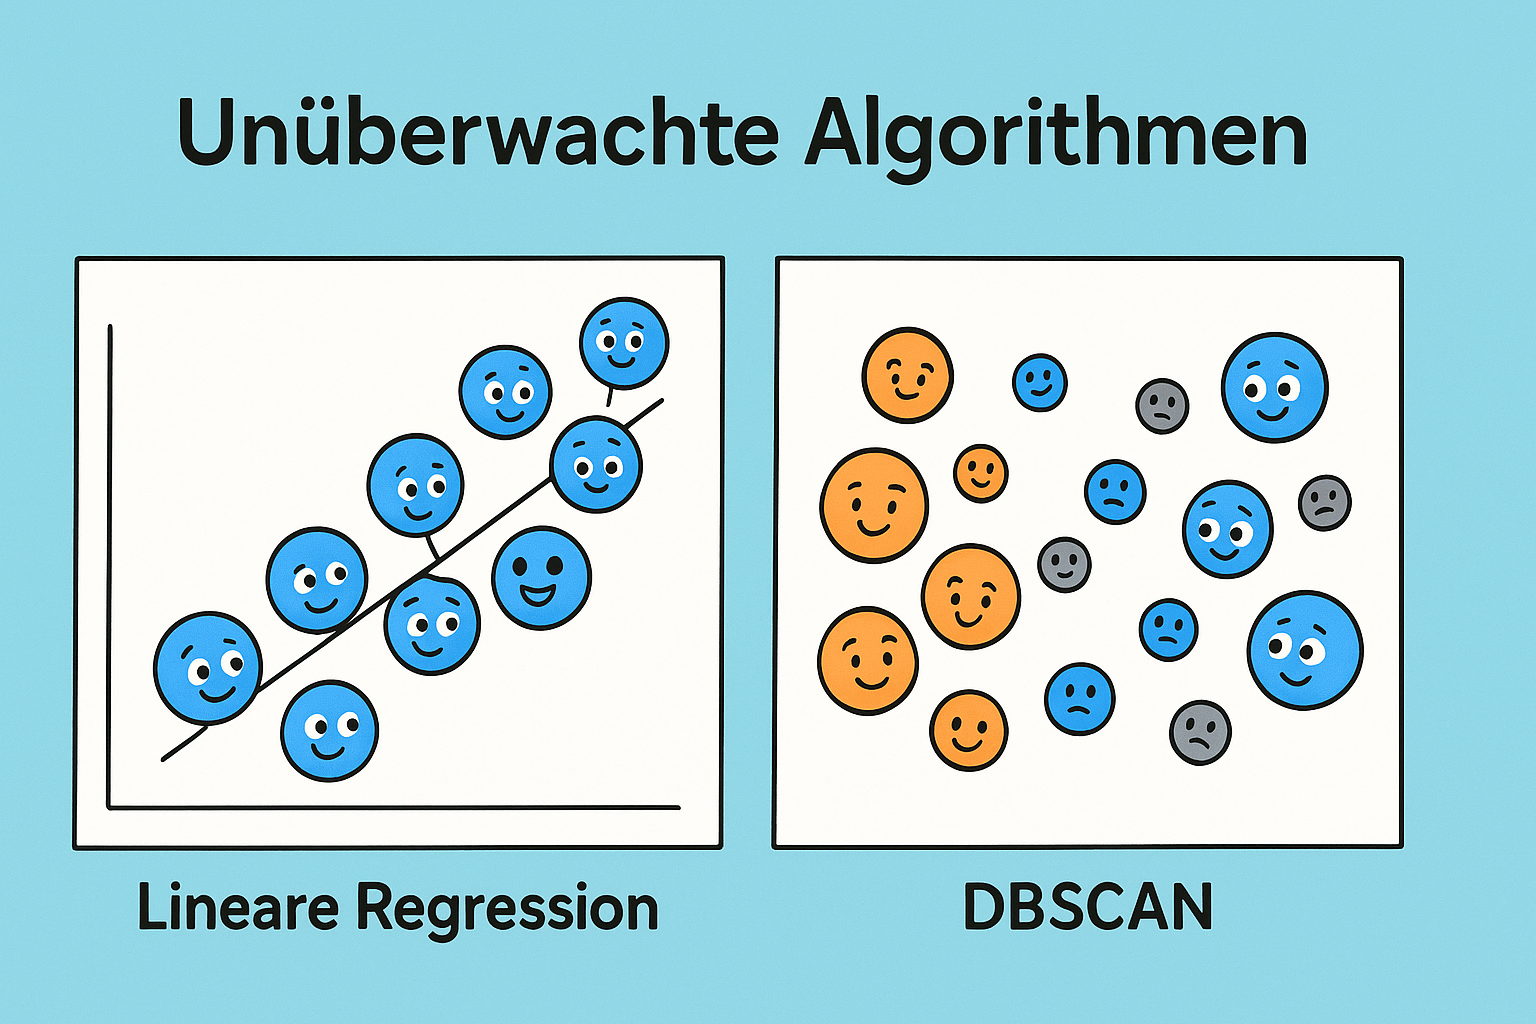 Unüberwachte Algorithmen
Lineare Regression
DBSCAN